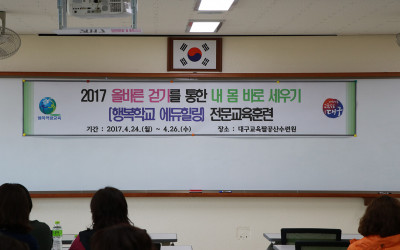 2017 올바른 걷기를 통한 내 몸 바로 세우기
[행복학교 에듀힐링] 전문교육훈련
기간 : 2017.4.24.(월) ~ 4.26.(수) 장소 : 대구교육팔공산수련원